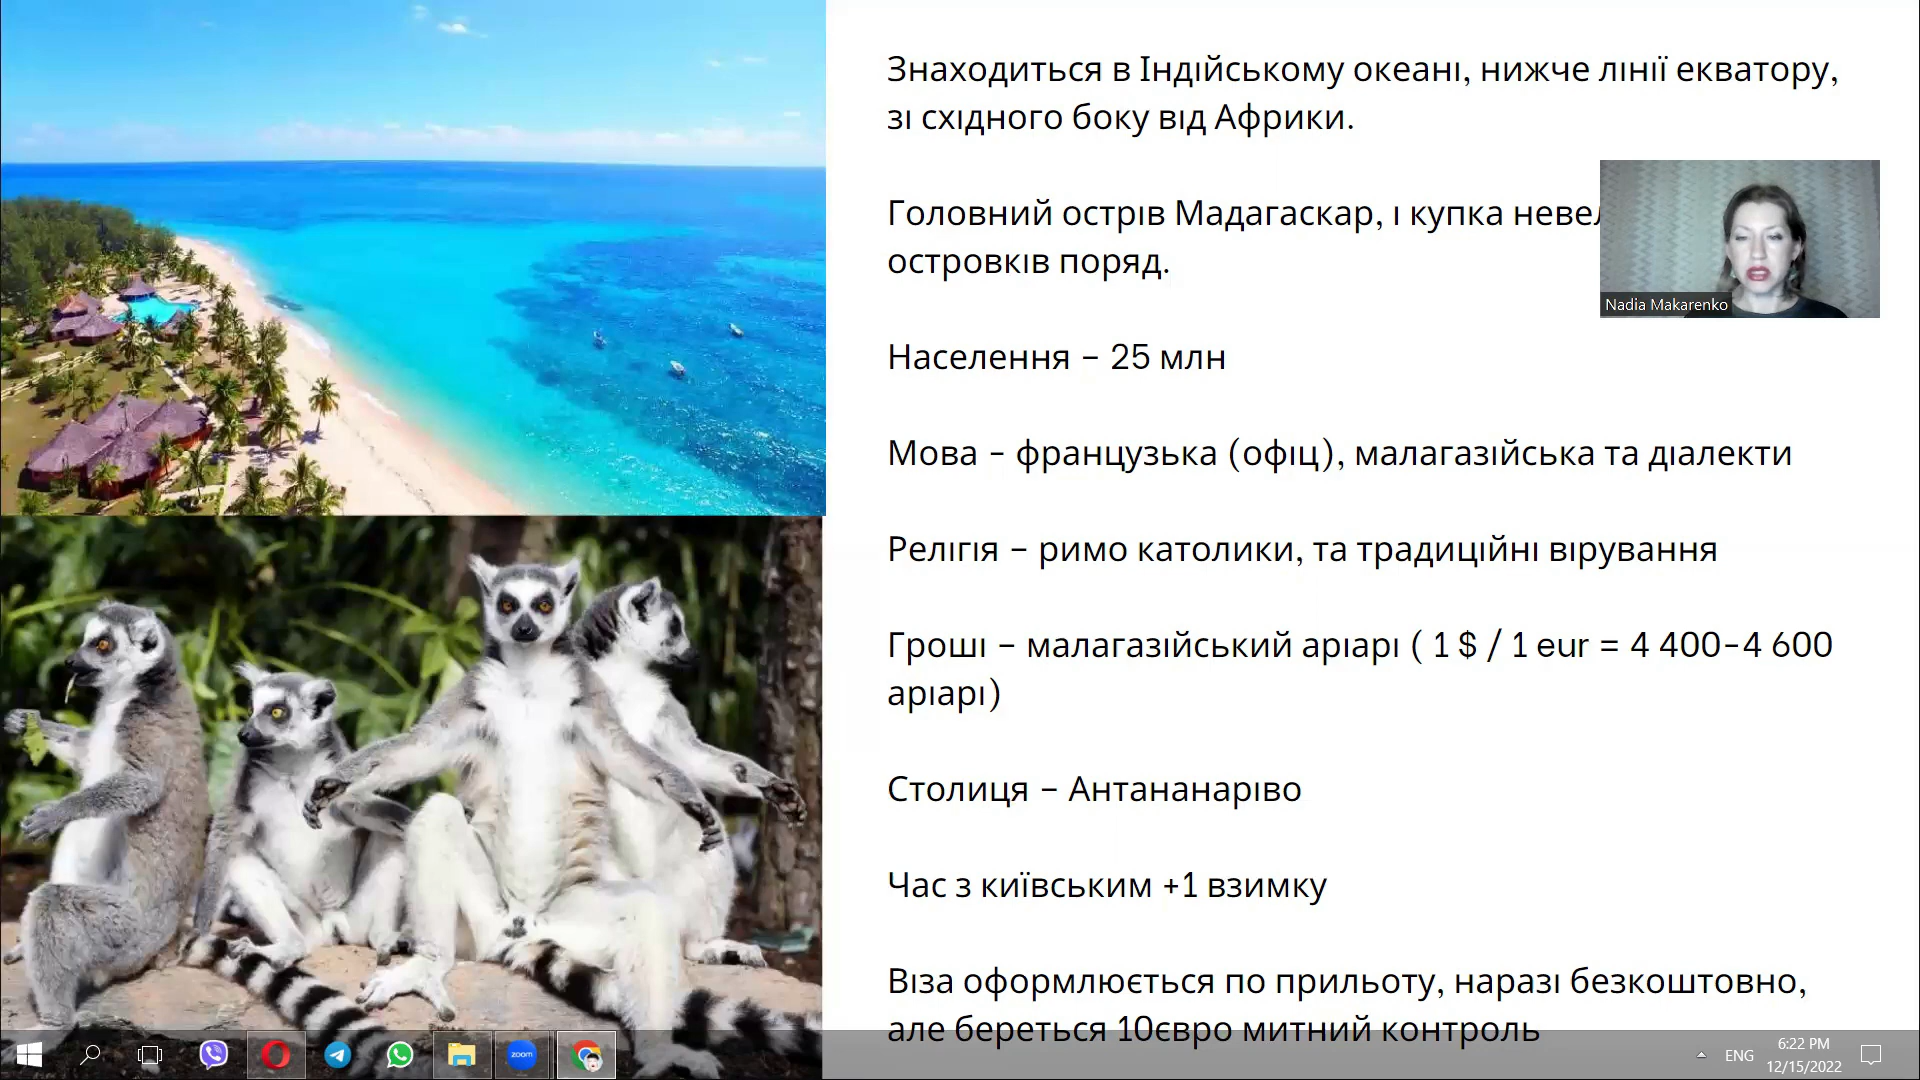 Знаходиться в Індійському океані, нижче лінії екватору,
зі східного боку від Африки.
Головний острів Мадагаскар, і купка
островків поряд.
Nadia Makarenko
Населення – 25 млн
Мова – французька (офіц), малагазійська та діалекти
Релігія – римо католики, та традиційні вірування
Гроші – малагазійський аріарі ( 1 $ / 1 eur = 4 400-4 600
аріарі)
Столиця – Антананаріво
Час з київським +1 взимку
Віза оформлюється по прильоту, наразі безкоштовно,
але береться 10євро митний контроль
zoom
ENG
6:22 PM
12/15/2022